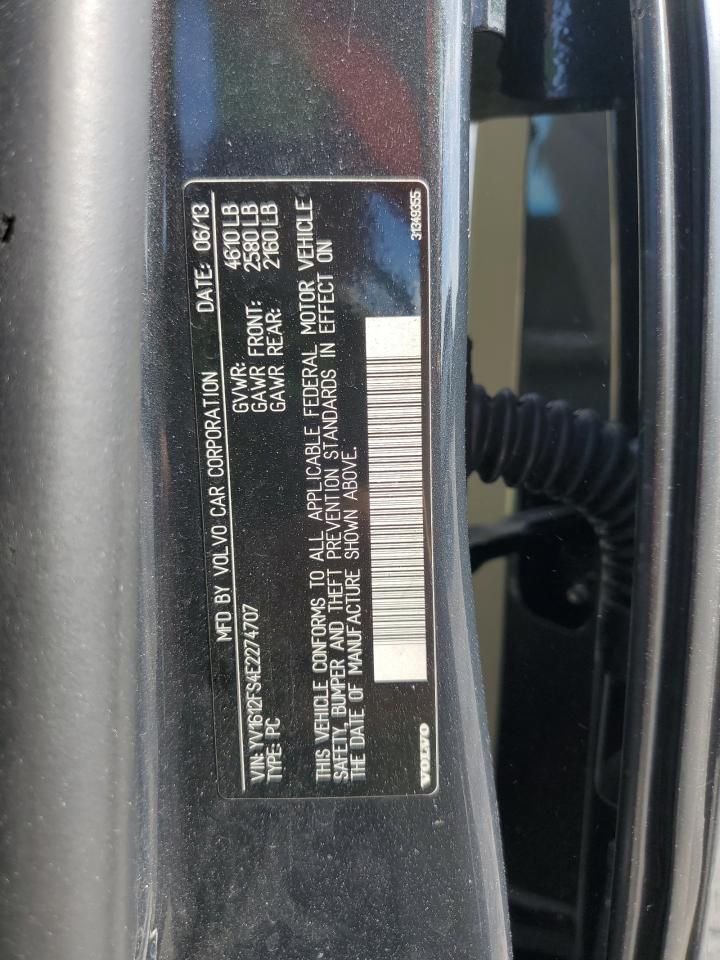 MFD BY VOLVO CAR CORPORATION DATE: 06/13
VIN: YV1612FS4E2274707 GVWR: 4610 LB
TYPE: PC GAWR FRONT: 2580 LB
GAWR REAR: 2160 LB
THIS VEHICLE CONFORMS TO ALL APPLICABLE FEDERAL MOTOR VEHICLE
SAFETY, BUMPER AND THEFT PREVENTION STANDARDS IN EFFECT ON
THE DATE OF MANUFACTURE SHOWN ABOVE.
VOLVO 31349355